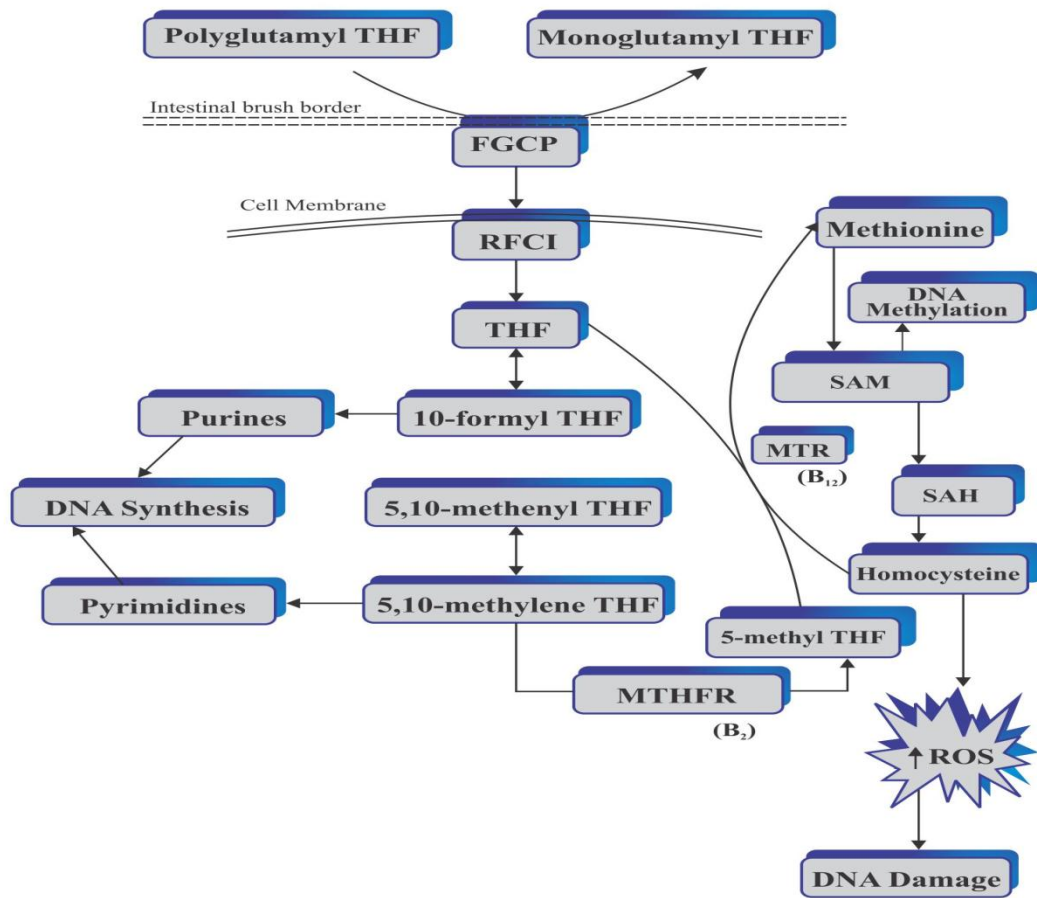 Polyglutamyl THF
Monoglutamyl THF
Intestinal brush border
FGCP
Cell Membrane
RFCI
Methionine
DNA
Methylation
THF
SAM
Purines
10-formyl THF
MTR
(B₁₂)
DNA Synthesis
5,10-methenyl THF
SAH
Homocysteine
Pyrimidines
5,10-methylene THF
5-methyl THF
MTHFR
(B₂)
↑ ROS
DNA Damage